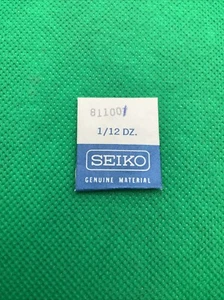 811001
1/12 DZ.
SEIKO
GENUINE MATERIAL